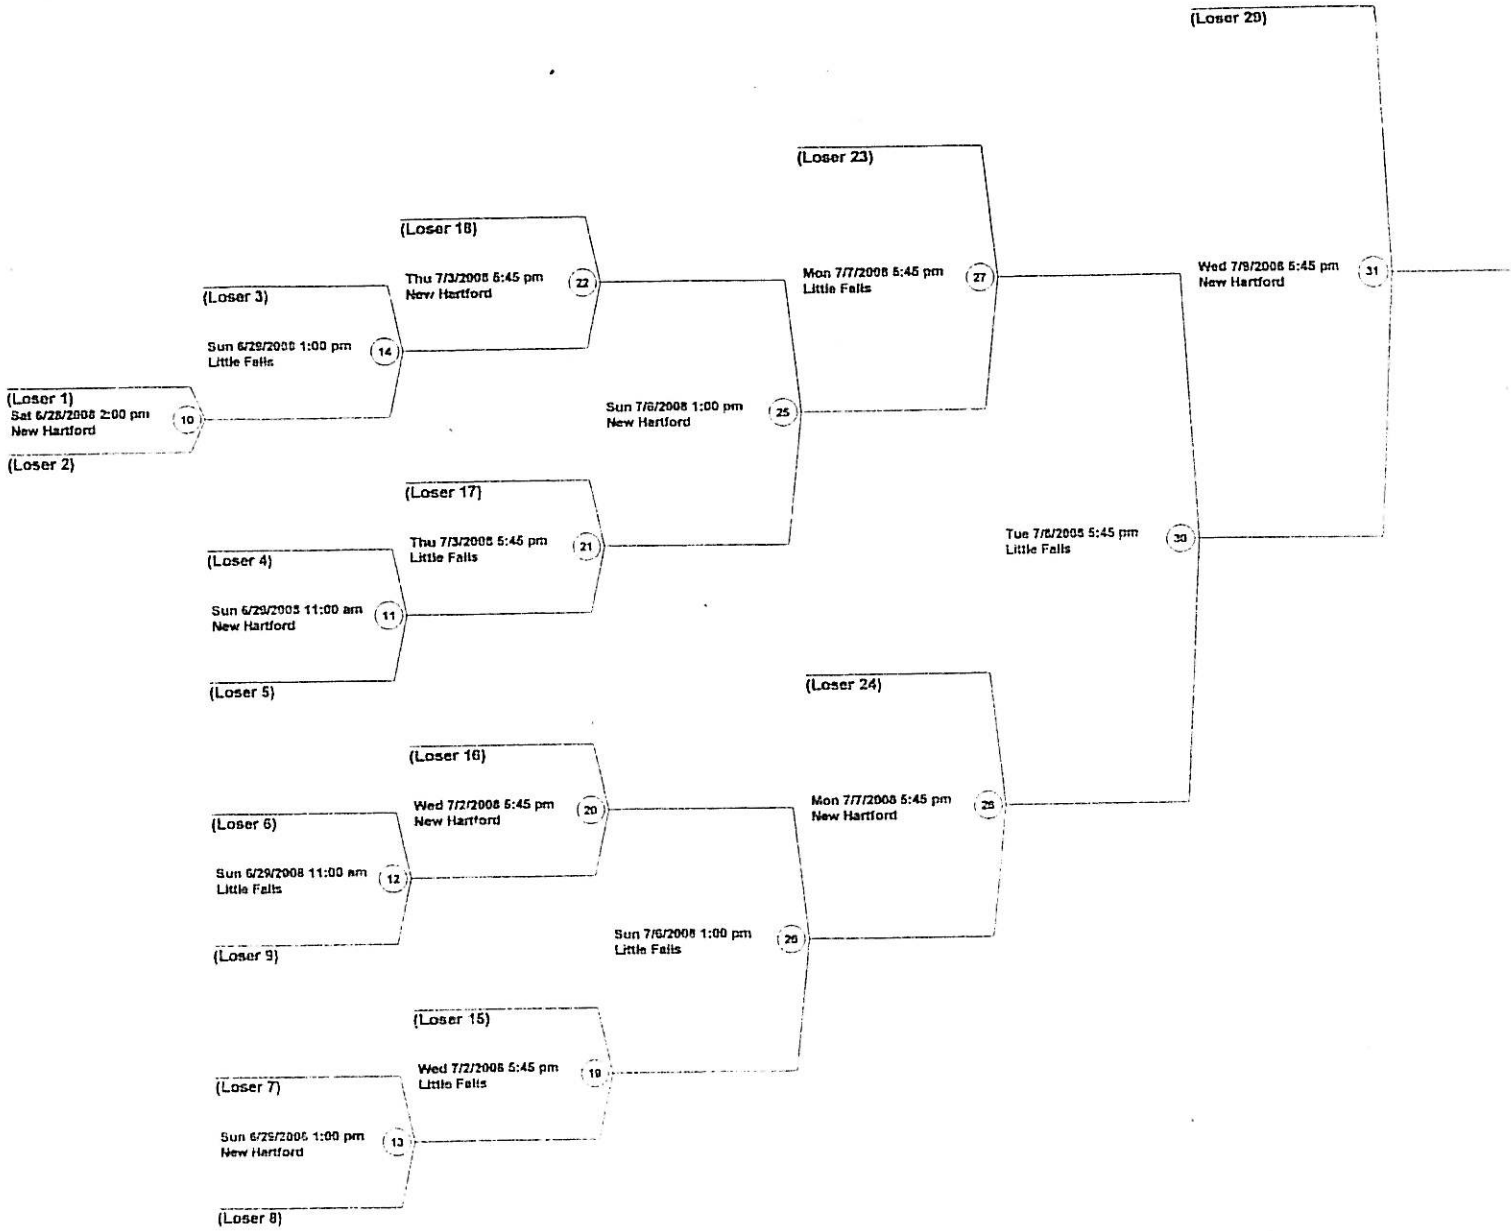 (Loser 29)
(Loser 23)
(Loser 18)
Thu 7/3/2008 5:45 pm
New Hartford
22
Mon 7/7/2008 5:45 pm
Little Falls
27
Wed 7/9/2008 5:45 pm
New Hartford
31
(Loser 3)
Sun 6/29/2008 1:00 pm
Little Falls
14
(Loser 1)
Sat 6/28/2008 2:00 pm
New Hartford
10
(Loser 2)
Sun 7/6/2008 1:00 pm
New Hartford
25
(Loser 17)
Thu 7/3/2008 5:45 pm
Little Falls
21
(Loser 4)
Sun 6/29/2008 11:00 am
New Hartford
11
(Loser 5)
Tue 7/8/2008 5:45 pm
Little Falls
30
(Loser 24)
(Loser 16)
Wed 7/2/2008 5:45 pm
New Hartford
20
Mon 7/7/2008 5:45 pm
New Hartford
28
(Loser 6)
Sun 6/29/2008 11:00 am
Little Falls
12
(Loser 9)
Sun 7/6/2008 1:00 pm
Little Falls
26
(Loser 15)
Wed 7/2/2008 5:45 pm
Little Falls
19
(Loser 7)
Sun 6/29/2008 1:00 pm
New Hartford
13
(Loser 8)